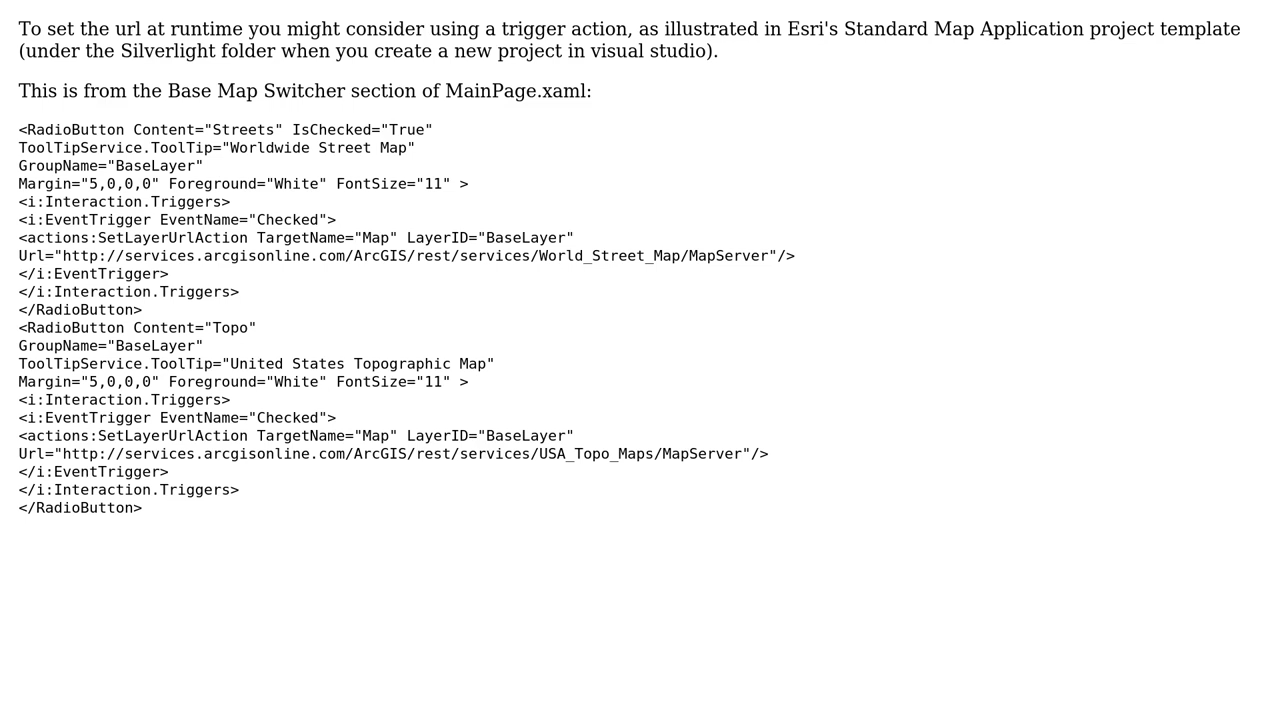 To set the url at runtime you might consider using a trigger action, as illustrated in Esri's Standard Map Application project template
(under the Silverlight folder when you create a new project in visual studio).
This is from the Base Map Switcher section of MainPage.xaml:
<RadioButton Content="Streets" IsChecked="True"
ToolTipService.ToolTip="Worldwide Street Map"
GroupName="BaseLayer"
Margin="5,0,0,0" Foreground="White" FontSize="11" >
<i:Interaction.Triggers>
<i:EventTrigger EventName="Checked">
<actions:SetLayerUrlAction TargetName="Map" LayerID="BaseLayer"
Url="http://services.arcgisonline.com/ArcGIS/rest/services/World_Street_Map/MapServer"/>
</i:EventTrigger>
</i:Interaction.Triggers>
</RadioButton>
<RadioButton Content="Topo"
GroupName="BaseLayer"
ToolTipService.ToolTip="United States Topographic Map"
Margin="5,0,0,0" Foreground="White" FontSize="11" >
<i:Interaction.Triggers>
<i:EventTrigger EventName="Checked">
<actions:SetLayerUrlAction TargetName="Map" LayerID="BaseLayer"
Url="http://services.arcgisonline.com/ArcGIS/rest/services/USA_Topo_Maps/MapServer"/>
</i:EventTrigger>
</i:Interaction.Triggers>
</RadioButton>